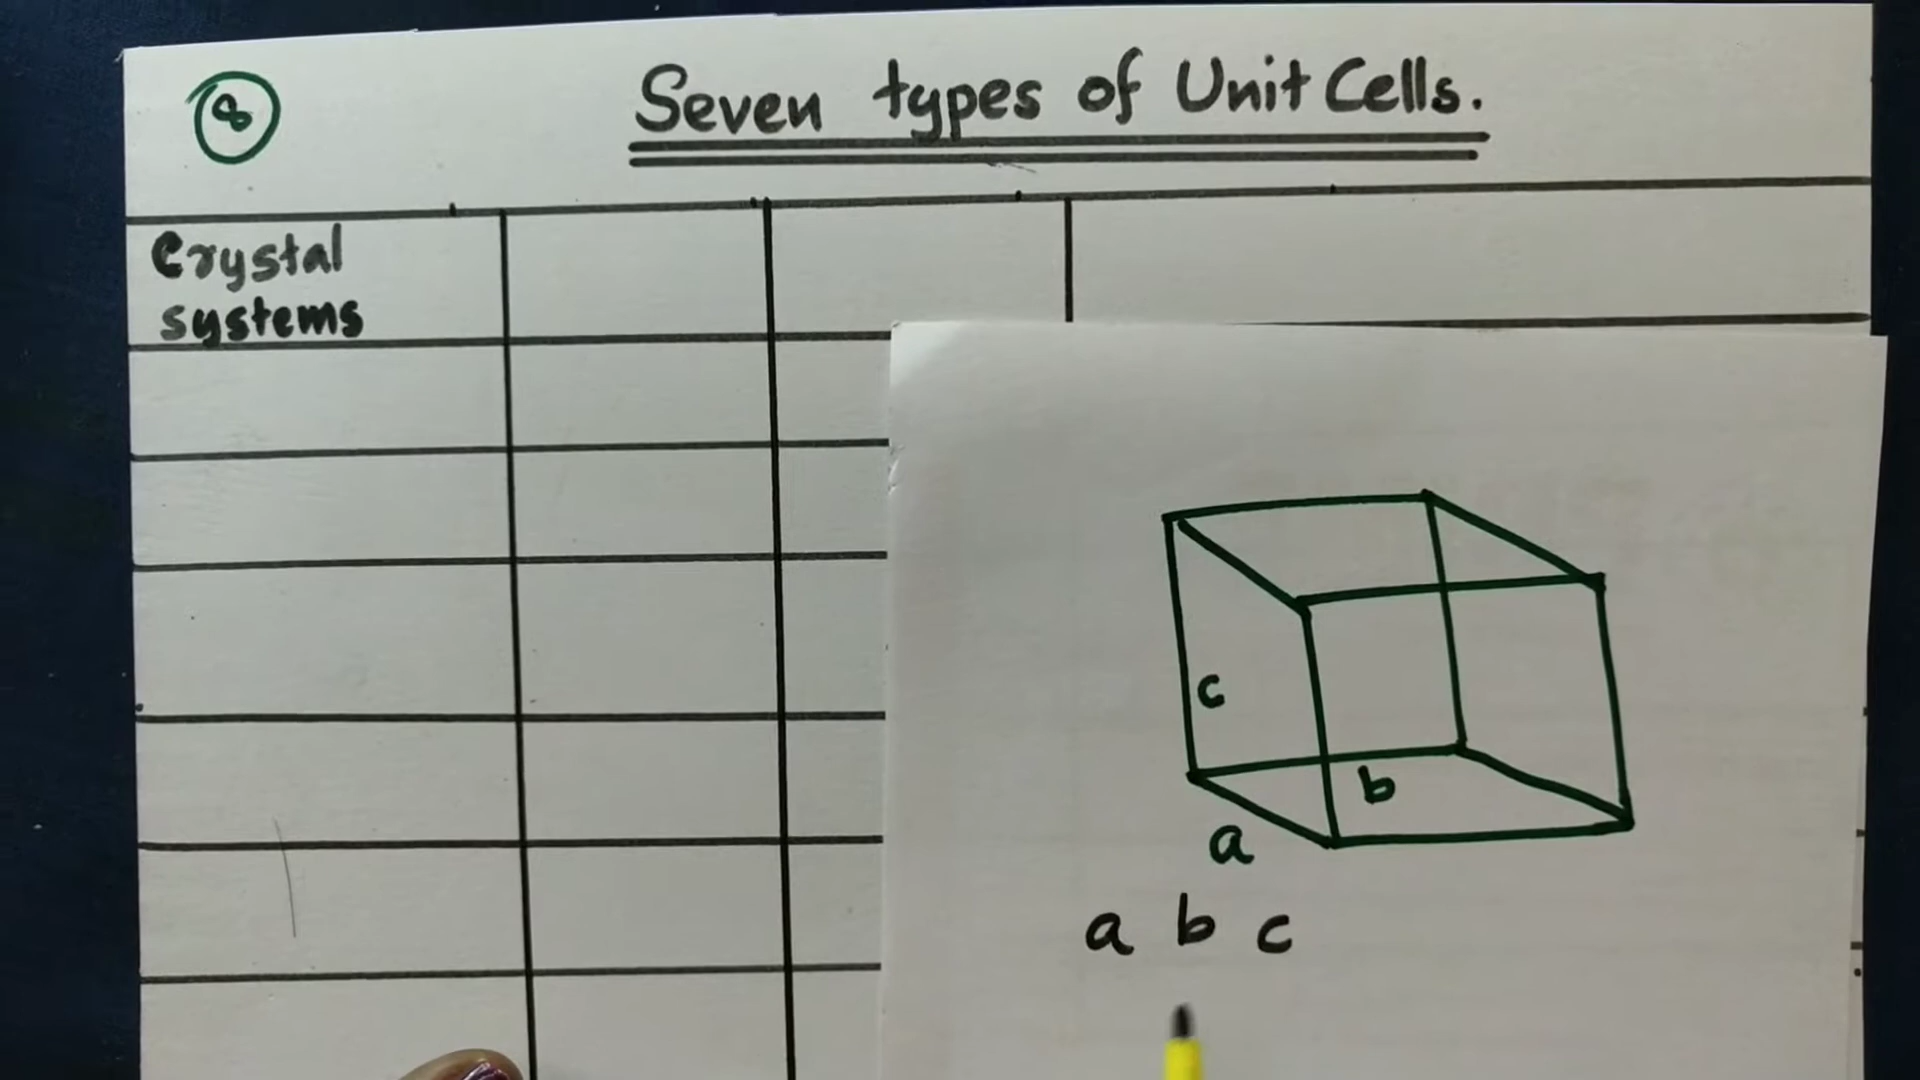 8
Seven types of Unit Cells.
Crystal
systems
c
b
a
a b c